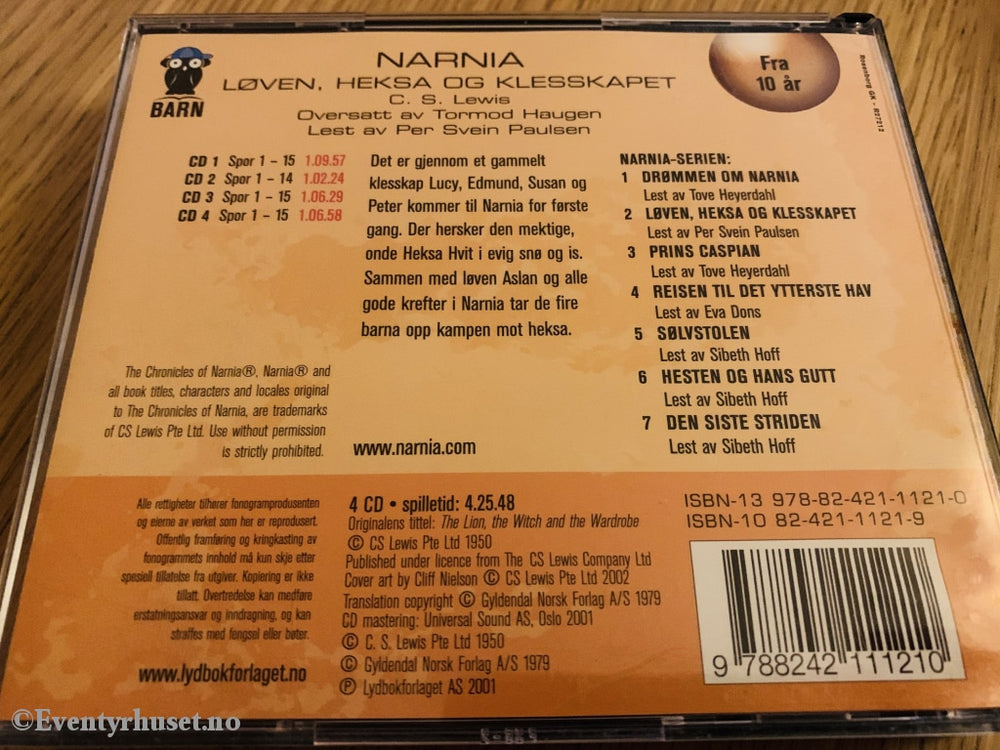 BARN
NARNIA
LØVEN, HEKSA OG KLESSKAPET
C. S. Lewis
Oversatt av Tormod Haugen
Lest av Per Svein Paulsen
Fra
10 år
Rosenborg GK - 827212
CD 1 Spor 1 – 15 1.09.57
CD 2 Spor 1 – 14 1.02.24
CD 3 Spor 1 – 15 1.06.29
CD 4 Spor 1 – 15 1.06.58
Det er gjennom et gammelt
klesskap Lucy, Edmund, Susan og
Peter kommer til Narnia for første
gang. Der hersker den mektige,
onde Heksa Hvit i evig snø og is.
Sammen med løven Aslan og alle
gode krefter i Narnia tar de fire
barna opp kampen mot heksa.
NARNIA-SERIEN:
1 DRØMMEN OM NARNIA
Lest av Tove Heyerdahl
2 LØVEN, HEKSA OG KLESSKAPET
Lest av Per Svein Paulsen
3 PRINS CASPIAN
Lest av Tove Heyerdahl
4 REISEN TIL DET YTTERSTE HAV
Lest av Eva Dons
5 SØLVSTOLEN
Lest av Sibeth Hoff
6 HESTEN OG HANS GUTT
Lest av Sibeth Hoff
7 DEN SISTE STRIDEN
Lest av Sibeth Hoff
The Chronicles of Narnia®, Narnia® and
all book titles, characters and locales original
to The Chronicles of Narnia, are trademarks
of CS Lewis Pte Ltd. Use without permission
is strictly prohibited.
www.narnia.com
Alle rettigheter tilhører fonogramprodusenten
og eierne av verket som her er reprodusert.
Offentlig framføring og kringkasting av
fonogrammets innhold må kun skje etter
spesiell tillatelse fra utgiver. Kopiering er ikke
tillatt. Overtredelse kan medføre
erstatningsansvar og inndragning, og kan
straffes med fengsel eller bøter.
www.lydbokforlaget.no
4 CD • spilletid: 4.25.48
Originalens tittel: The Lion, the Witch and the Wardrobe
© CS Lewis Pte Ltd 1950
Published under licence from The CS Lewis Company Ltd
Cover art by Cliff Nielson © CS Lewis Pte Ltd 2002
Translation copyright © Gyldendal Norsk Forlag A/S 1979
CD mastering: Universal Sound AS, Oslo 2001
© C. S. Lewis Pte Ltd 1950
© Gyldendal Norsk Forlag A/S 1979
℗ Lydbokforlaget AS 2001
ISBN-13 978-82-421-1121-0
ISBN-10 82-421-1121-9
9 788242 111210
©Eventyrhuset.no